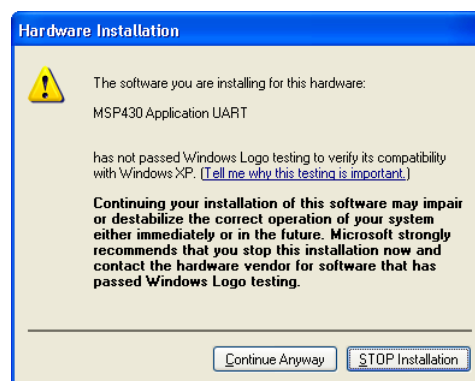 Hardware Installation
The software you are installing for this hardware:
MSP430 Application UART
has not passed Windows Logo testing to verify its compatibility
with Windows XP. (Tell me why this testing is important.)
Continuing your installation of this software may impair
or destabilize the correct operation of your system
either immediately or in the future. Microsoft strongly
recommends that you stop this installation now and
contact the hardware vendor for software that has
passed Windows Logo testing.
Continue Anyway
STOP Installation